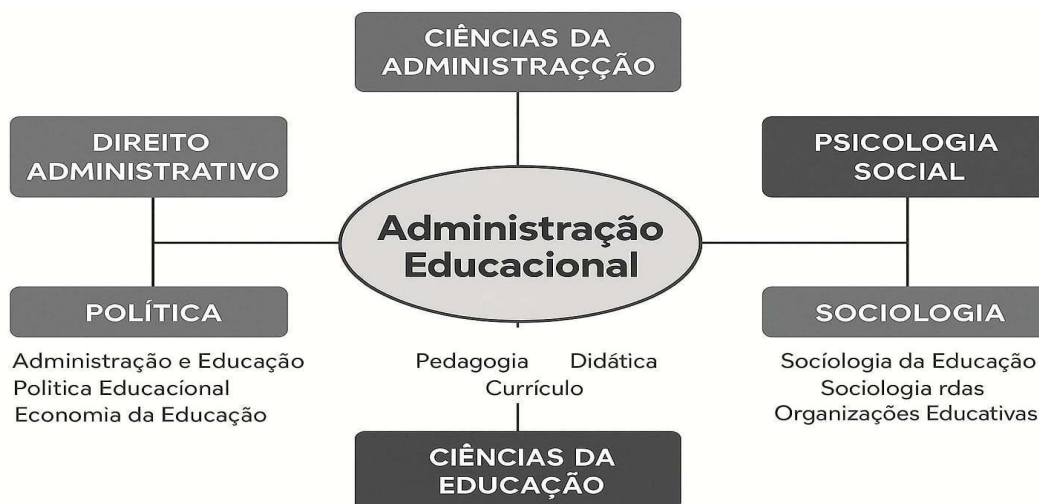 CIÊNCIAS DA
ADMINISTRAÇÇÃO
DIREITO
ADMINISTRATIVO
PSICOLOGIA
SOCIAL
Administração
Educacional
POLÍTICA
Administração e Educação
Politica Educacíonal
Economia da Educação
Pedagogia Didática
Currículo
SOCIOLOGIA
Socíologia da Educação
Sociologia rdas
Organizações Educativas
CIÊNCIAS DA
EDUCAÇÃO